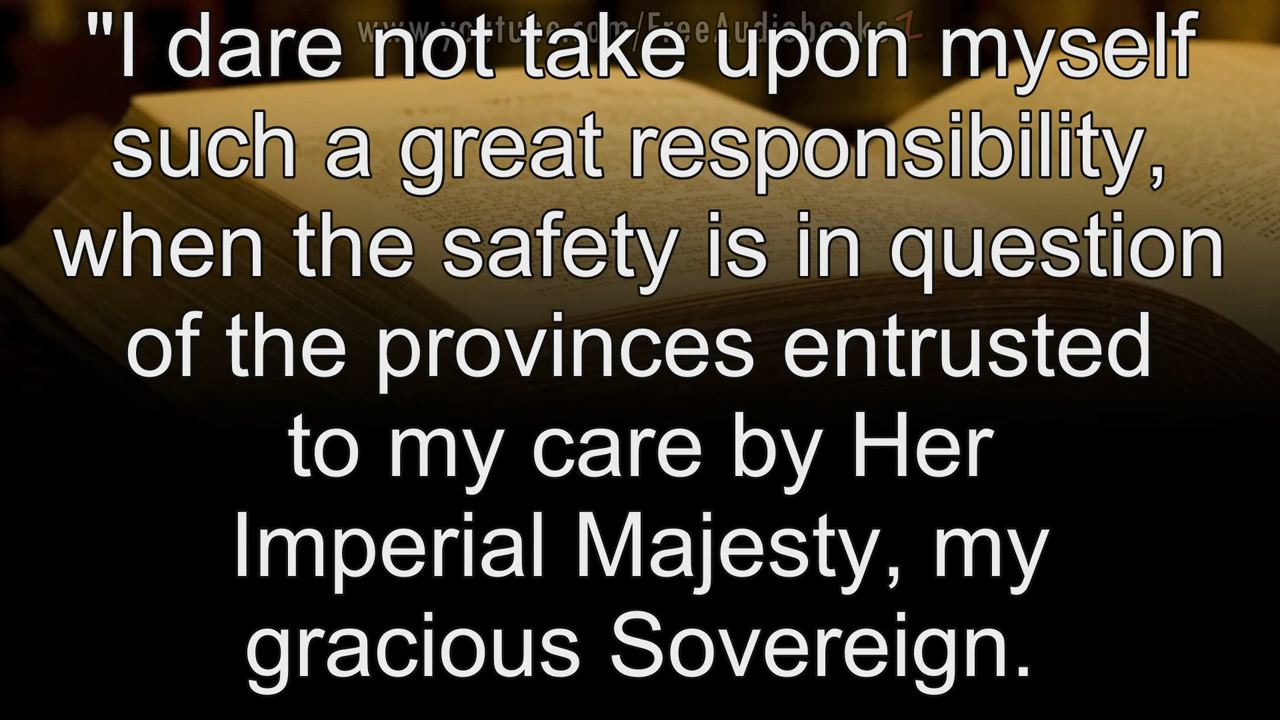 www.youtube.com/FreeAudiobooksZ
"I dare not take upon myself
such a great responsibility,
when the safety is in question
of the provinces entrusted
to my care by Her
Imperial Majesty, my
gracious Sovereign.